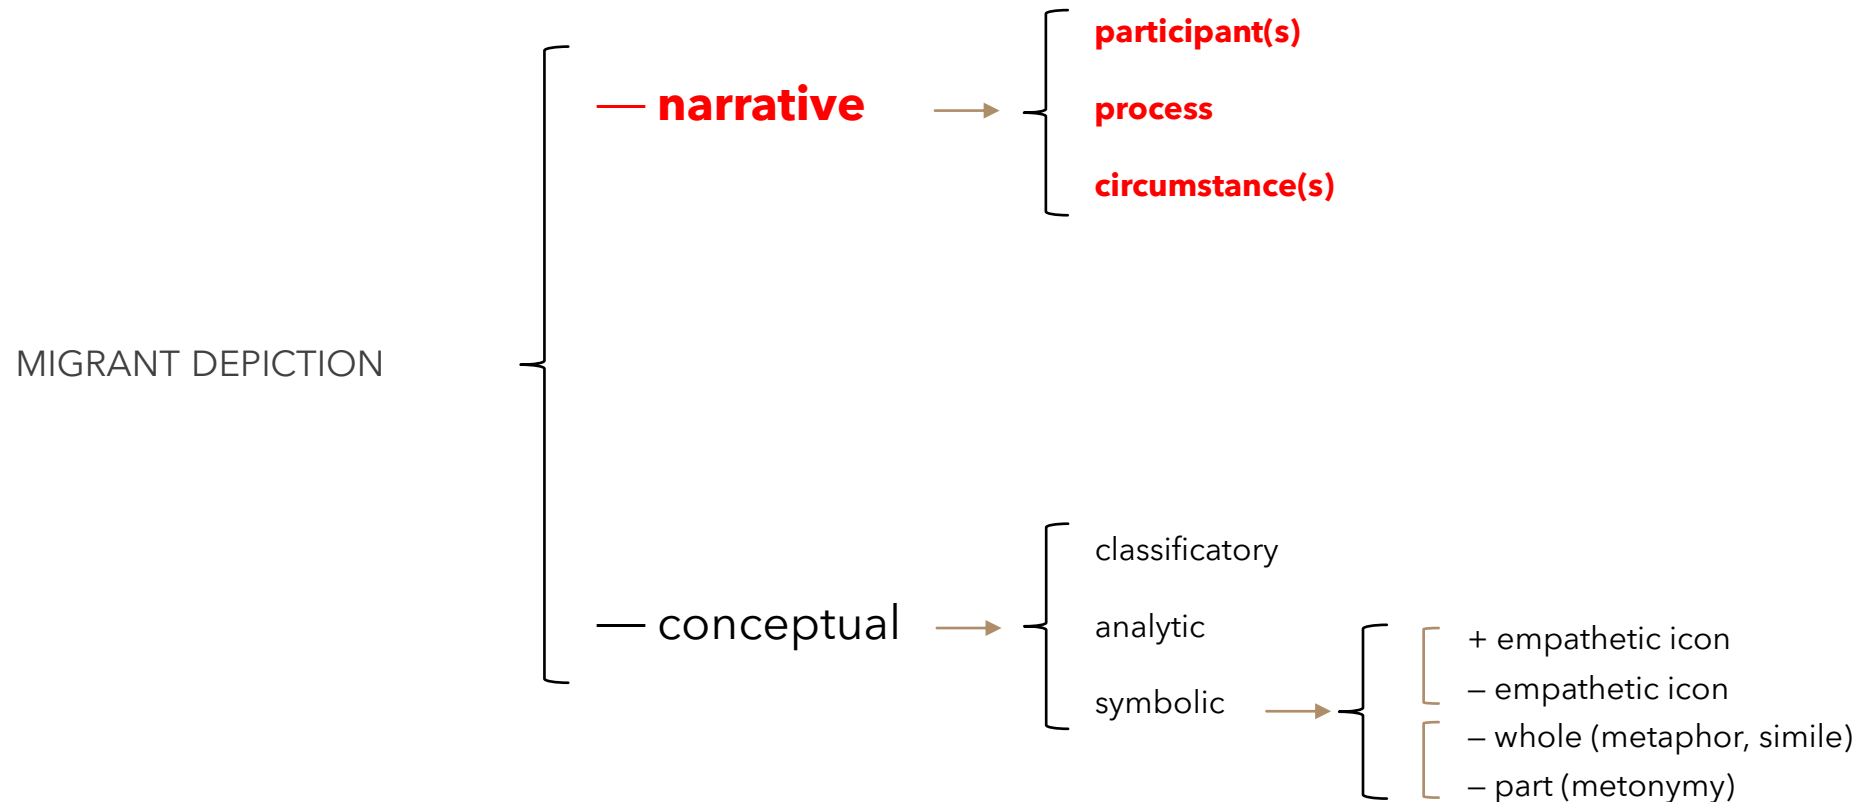 participant(s)
— narrative
process
circumstance(s)
MIGRANT DEPICTION
classificatory
— conceptual
analytic
symbolic
+ empathetic icon
– empathetic icon
– whole (metaphor, simile)
– part (metonymy)